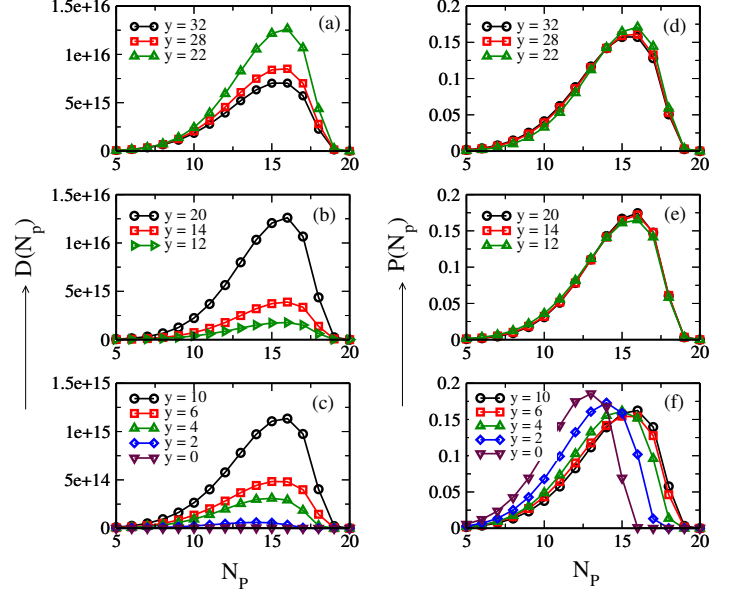 (a)
y = 32
y = 28
y = 22
1.5e+16
1e+16
5e+15
0
5 10 15 20
(d)
y = 32
y = 28
y = 22
0.2
0.15
0.1
0.05
0
5 10 15 20
(b)
y = 20
y = 14
y = 12
1.5e+16
1e+16
5e+15
0
5 10 15 20
(e)
y = 20
y = 14
y = 12
0.2
0.15
0.1
0.05
0
5 10 15 20
(c)
y = 10
y = 6
y = 4
y = 2
y = 0
1.5e+15
1e+15
5e+14
0
5 10 15 20
(f)
y = 10
y = 6
y = 4
y = 2
y = 0
0.2
0.15
0.1
0.05
0
5 10 15 20
D(Np)
P(Np)
NP
NP